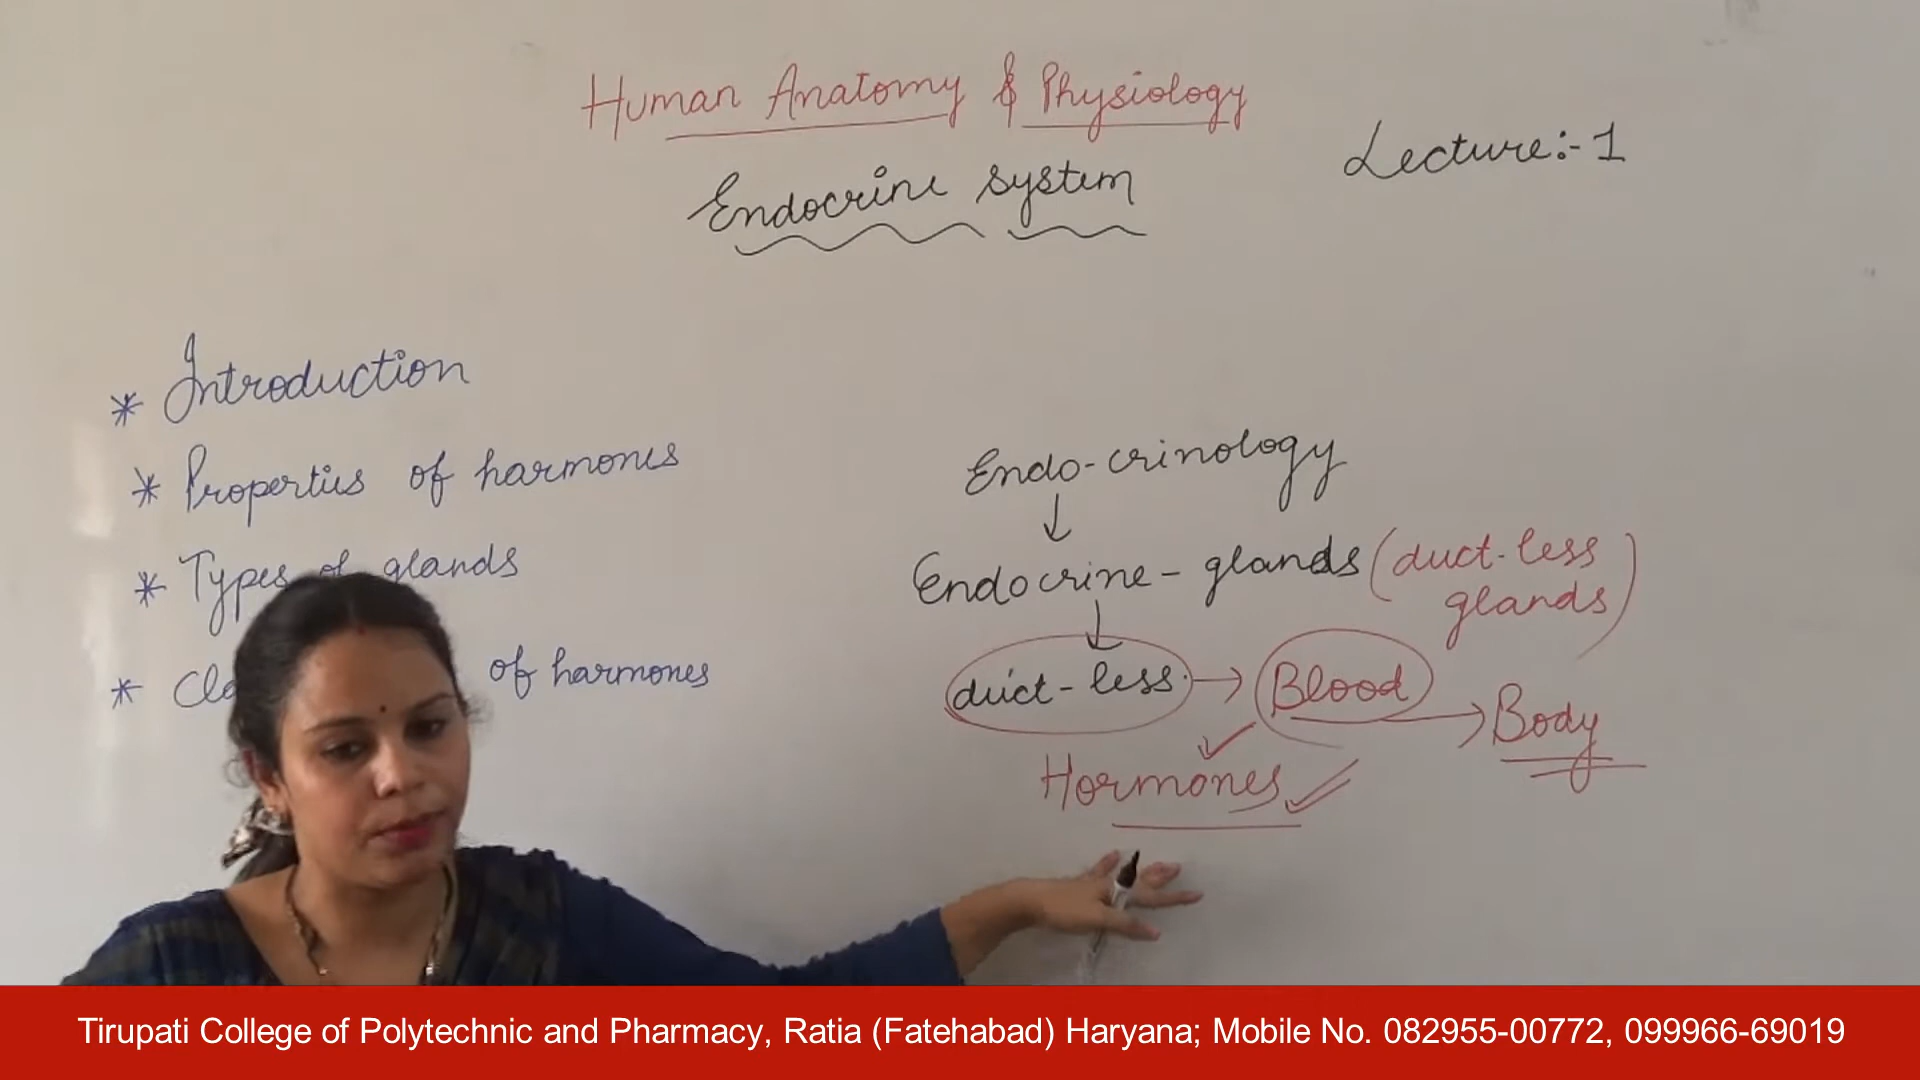 Human Anatomy & Physiology
Lecture:- 1
Endocrine system
* Introduction
* Properties of harmones
* Types of glands
* of harmones
Endo-crinology
↓
Endocrine - glands (duct-less glands)
↓
duct-less → Blood → Body
Hormones
Tirupati College of Polytechnic and Pharmacy, Ratia (Fatehabad) Haryana; Mobile No. 082955-00772, 099966-69019